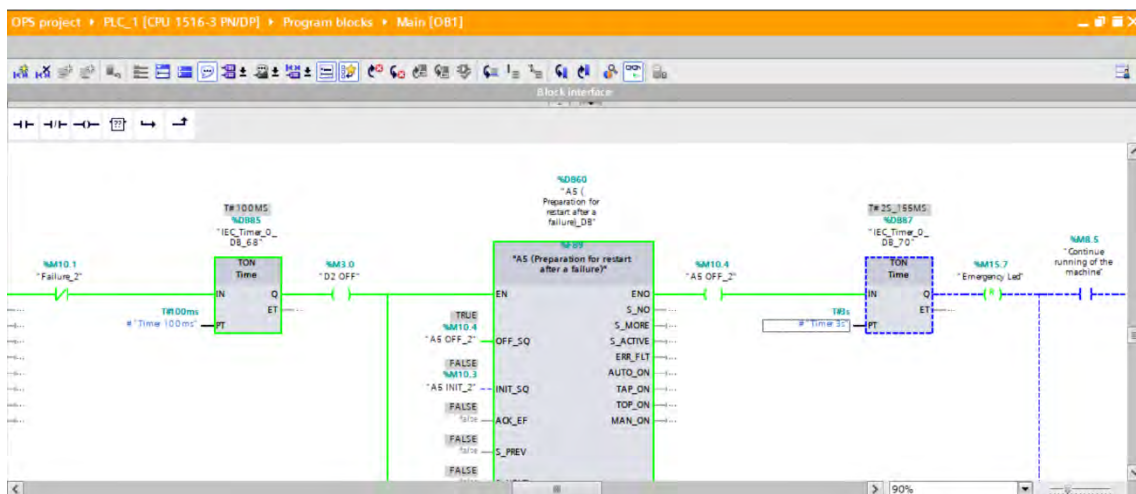 OPS project ▸ PLC_1 [CPU 1516-3 PN/DP] ▸ Program blocks ▸ Main [OB1]
Block interface
??
%M10.1
"Failure_2"
T#100MS
%DB85
"IEC_Timer_0_
DB_68"
TON
Time
IN
Q
ET
PT
T#100ms
#"Timer 100ms"
%M3.0
"D2 OFF"
%DB60
"A5 (
Preparation for
restart after a
failure)_DB"
%FB9
"A5 (Preparation for restart
after a failure)"
EN
ENO
S_NO
S_MORE
S_ACTIVE
ERR_FLT
AUTO_ON
TAP_ON
TOP_ON
MAN_ON
TRUE
%M10.4
"A5 OFF_2"
OFF_SQ
FALSE
%M10.3
"A5 INIT_2"
INIT_SQ
FALSE
false
ACK_EF
FALSE
false
S_PREV
FALSE
%M10.4
"A5 OFF_2"
T#2S_155MS
%DB87
"IEC_Timer_0_
DB_70"
TON
Time
IN
Q
ET
PT
T#3s
#"Timer 3s"
%M15.7
"Emergency Led"
R
%M8.5
"Continue
running of the
machine"
90%